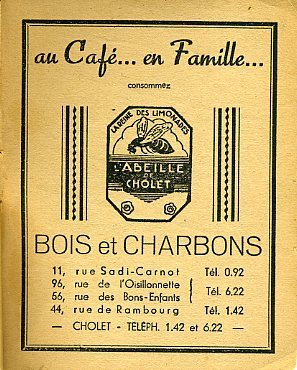 au Café... en Famille...
consommez
LA REINE DES LIMONADES
L'ABEILLE
DE
CHOLET
BOIS et CHARBONS
11, rue Sadi-Carnot Tél. 0.92
96, rue de l'Oisillonnette
56, rue des Bons-Enfants } Tél. 6.22
44, rue de Rambourg Tél. 1.42
— CHOLET - TÉLÉPH. 1.42 et 6.22 —